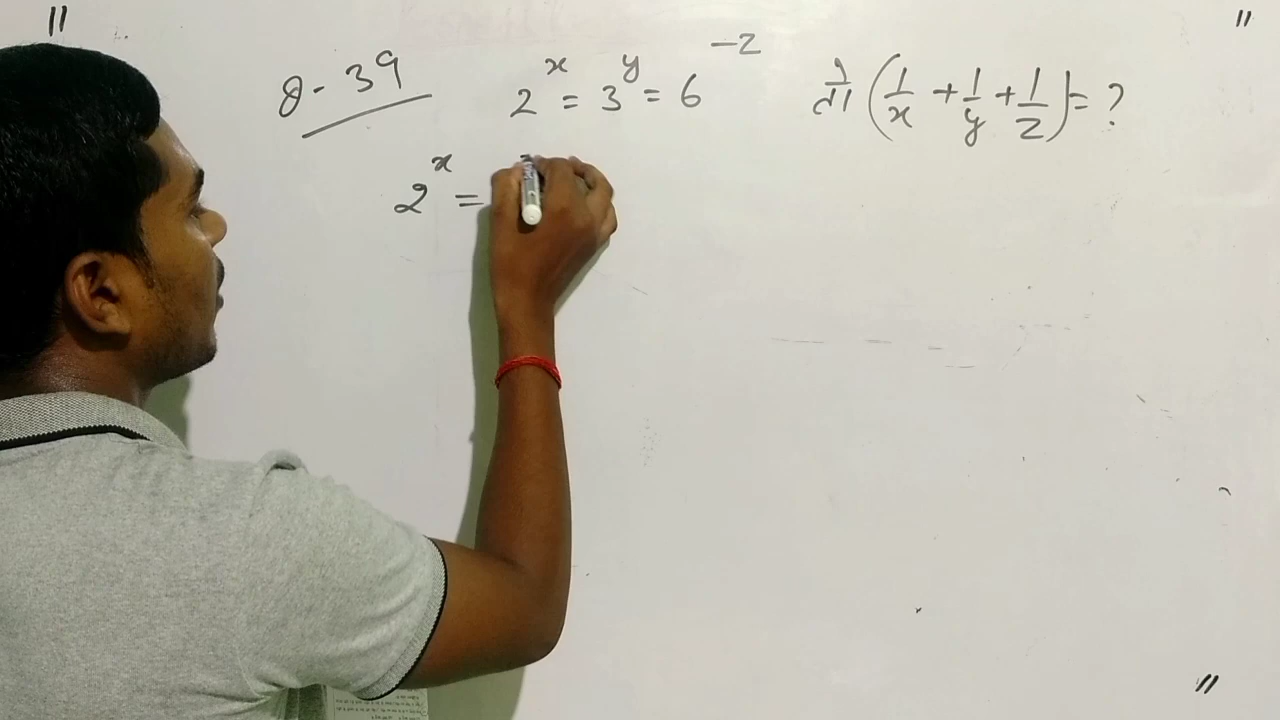 Q- 39 2^x = 3^y = 6^-z तो (1/x + 1/y + 1/z) = ?
2^x =